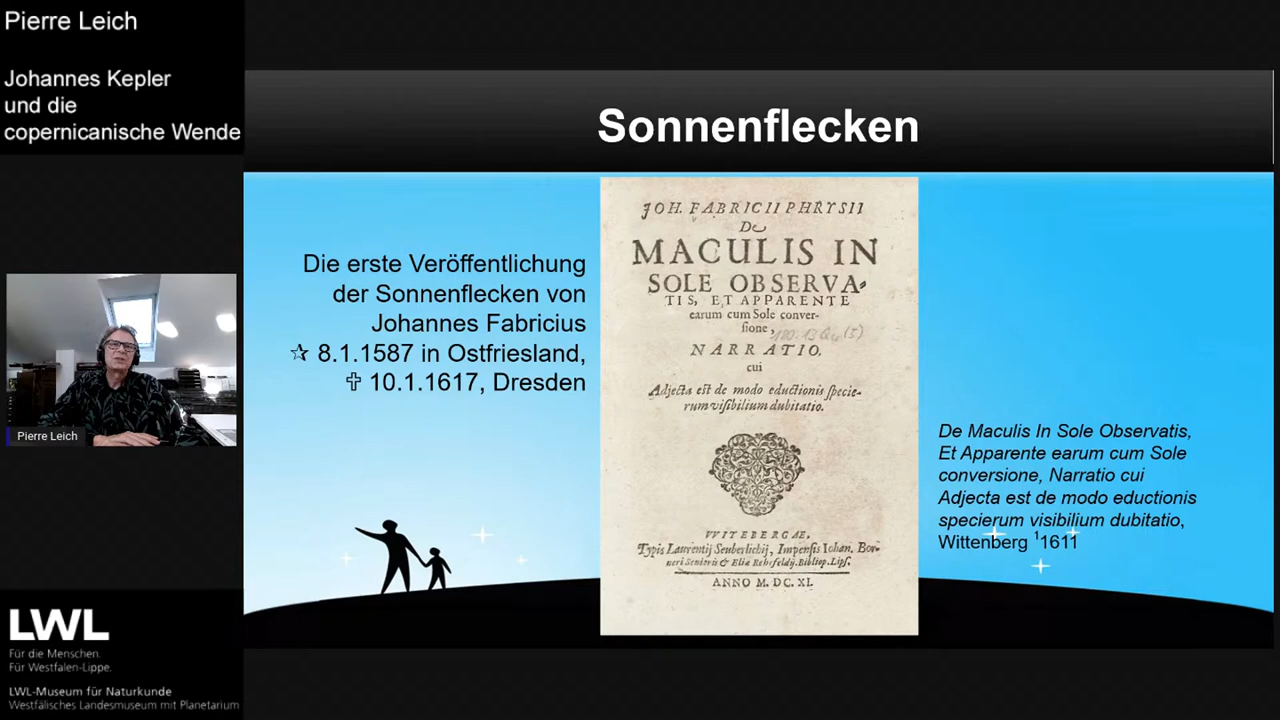 Pierre Leich
Johannes Kepler
und die
copernicanische Wende
Sonnenflecken
Die erste Veröffentlichung
der Sonnenflecken von
Johannes Fabricius
✰ 8.1.1587 in Ostfriesland,
✞ 10.1.1617, Dresden
JOH. FABRICII PHRYSII
De
MACULIS IN
SOLE OBSERVA-
TIS, ET APPARENTE
earum cum Sole conver-
sione,
NARRATIO,
cui
Adjecta est de modo eductionis specie-
rum visibilium dubitatio.
WITEBERGAE,
Typis Laurentij Seuberlichij, Impensis Iohan. Bor-
neri Senioris & Eliæ Rehefeldij. Bibliop. Lips.
ANNO M. DC. XI.
De Maculis In Sole Observatis,
Et Apparente earum cum Sole
conversione, Narratio cui
Adjecta est de modo eductionis
specierum visibilium dubitatio,
Wittenberg ¹1611
Pierre Leich
LWL
Für die Menschen.
Für Westfalen-Lippe.
LWL-Museum für Naturkunde
Westfälisches Landesmuseum mit Planetarium